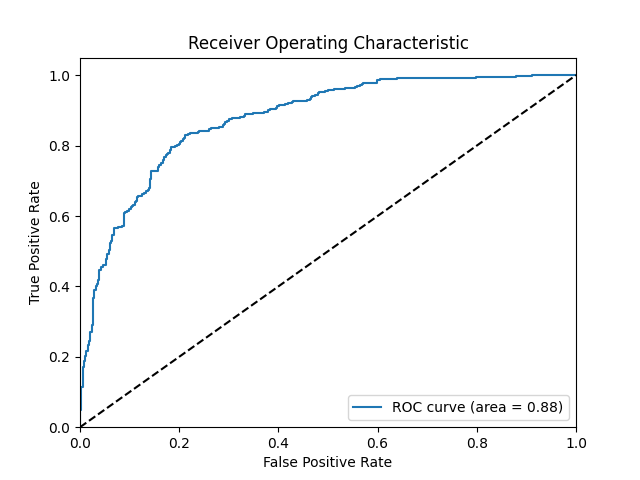 Receiver Operating Characteristic
True Positive Rate
1.0
0.8
0.6
0.4
0.2
0.0
0.0 0.2 0.4 0.6 0.8 1.0
False Positive Rate
ROC curve (area = 0.88)